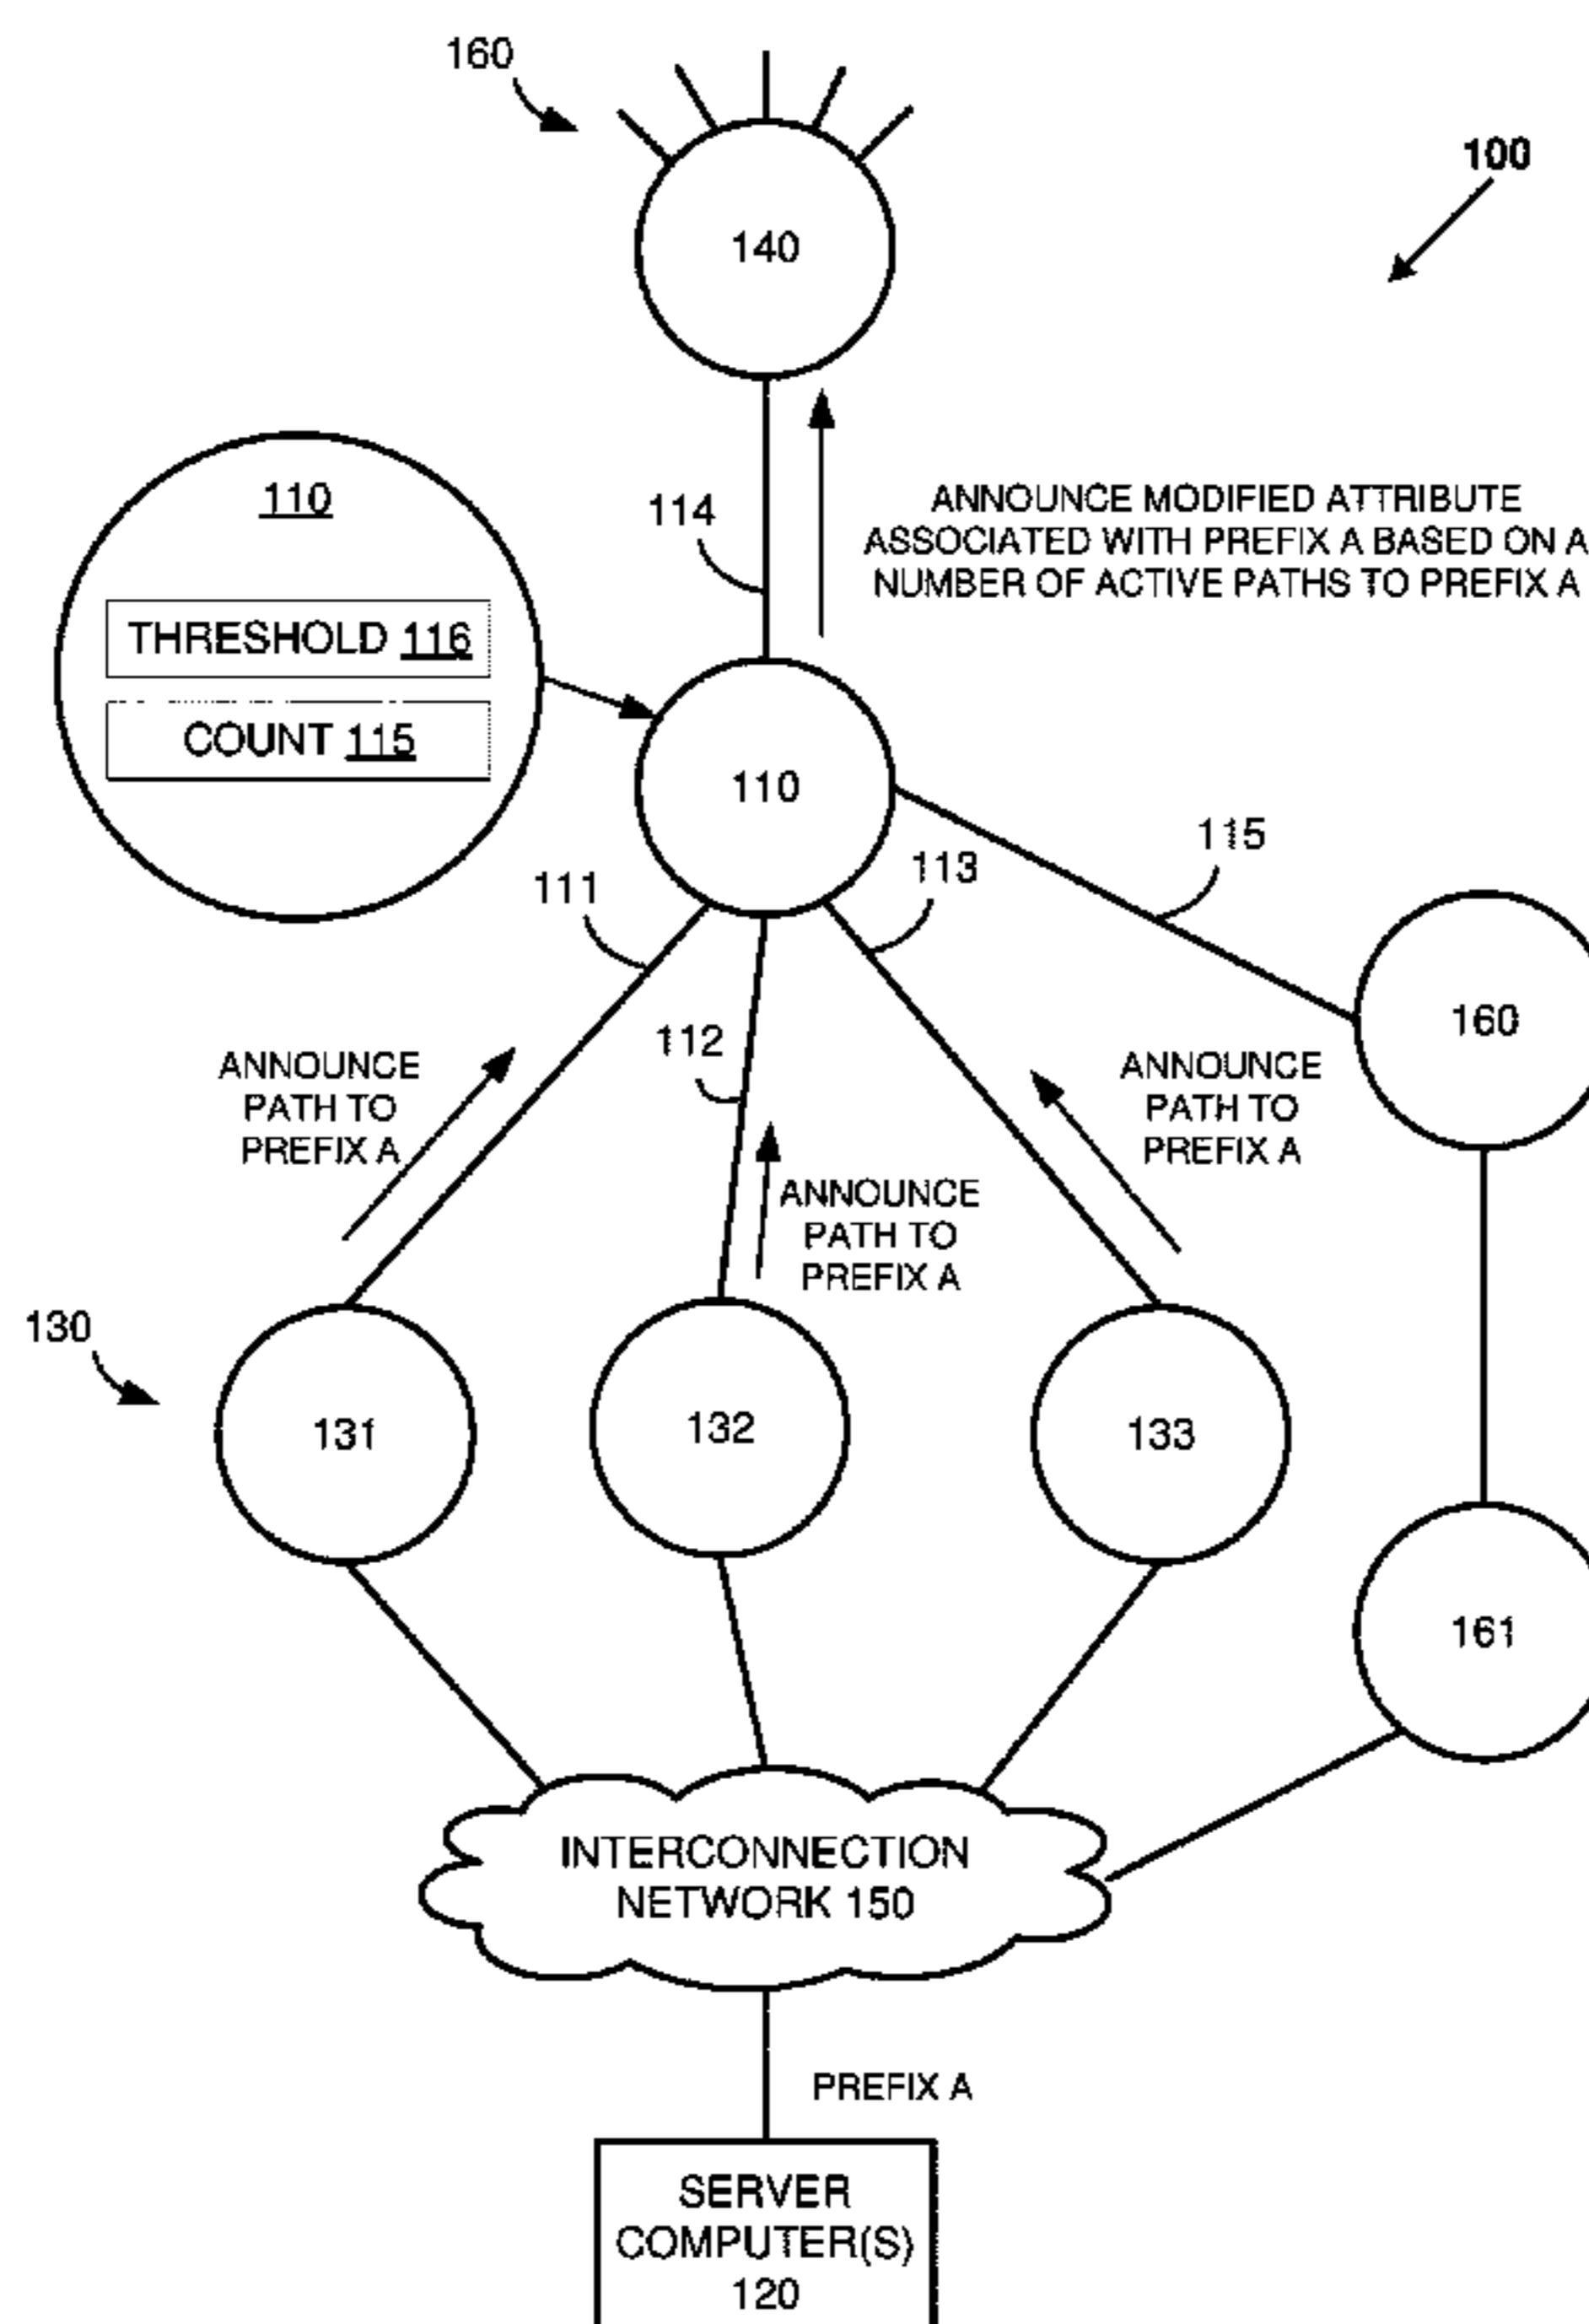 160
100
140
110
114
ANNOUNCE MODIFIED ATTRIBUTE
ASSOCIATED WITH PREFIX A BASED ON A
NUMBER OF ACTIVE PATHS TO PREFIX A
THRESHOLD 116
COUNT 115
110
115
113
111
160
112
ANNOUNCE
PATH TO
PREFIX A
ANNOUNCE
PATH TO
PREFIX A
ANNOUNCE
PATH TO
PREFIX A
130
131
132
133
161
INTERCONNECTION
NETWORK 150
PREFIX A
SERVER
COMPUTER(S)
120